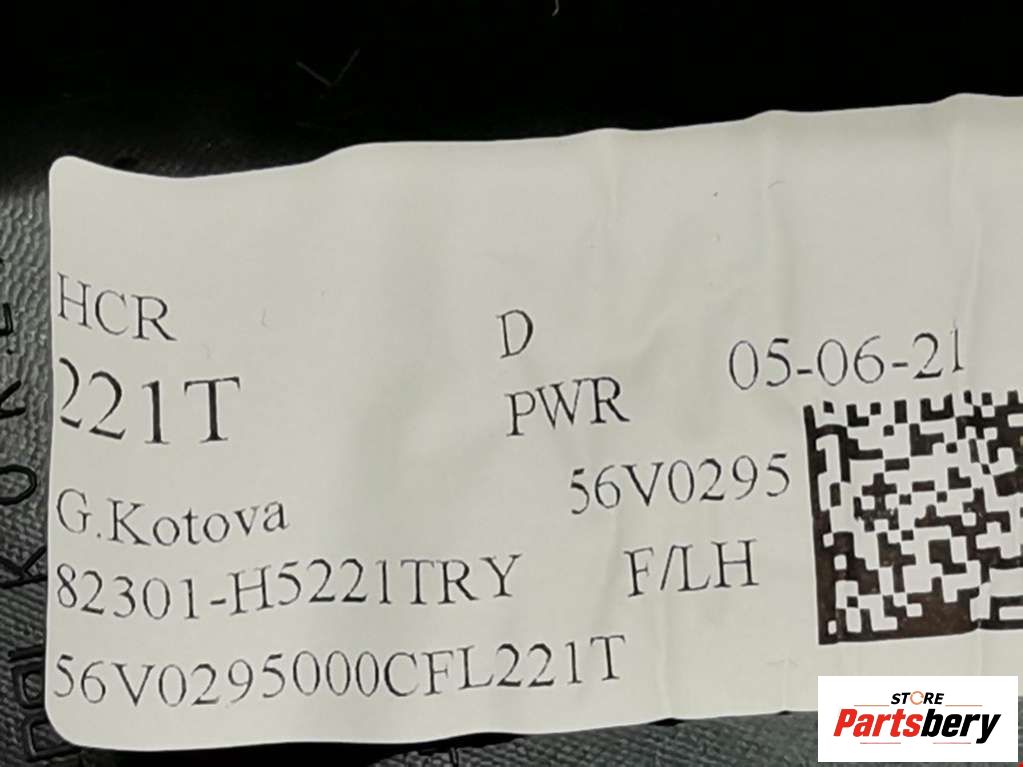 HCR
D
05-06-21
221T
PWR
56V0295
G.Kotova
82301-H5221TRY F/LH
56V0295000CFL221T
STORE
Partsbery